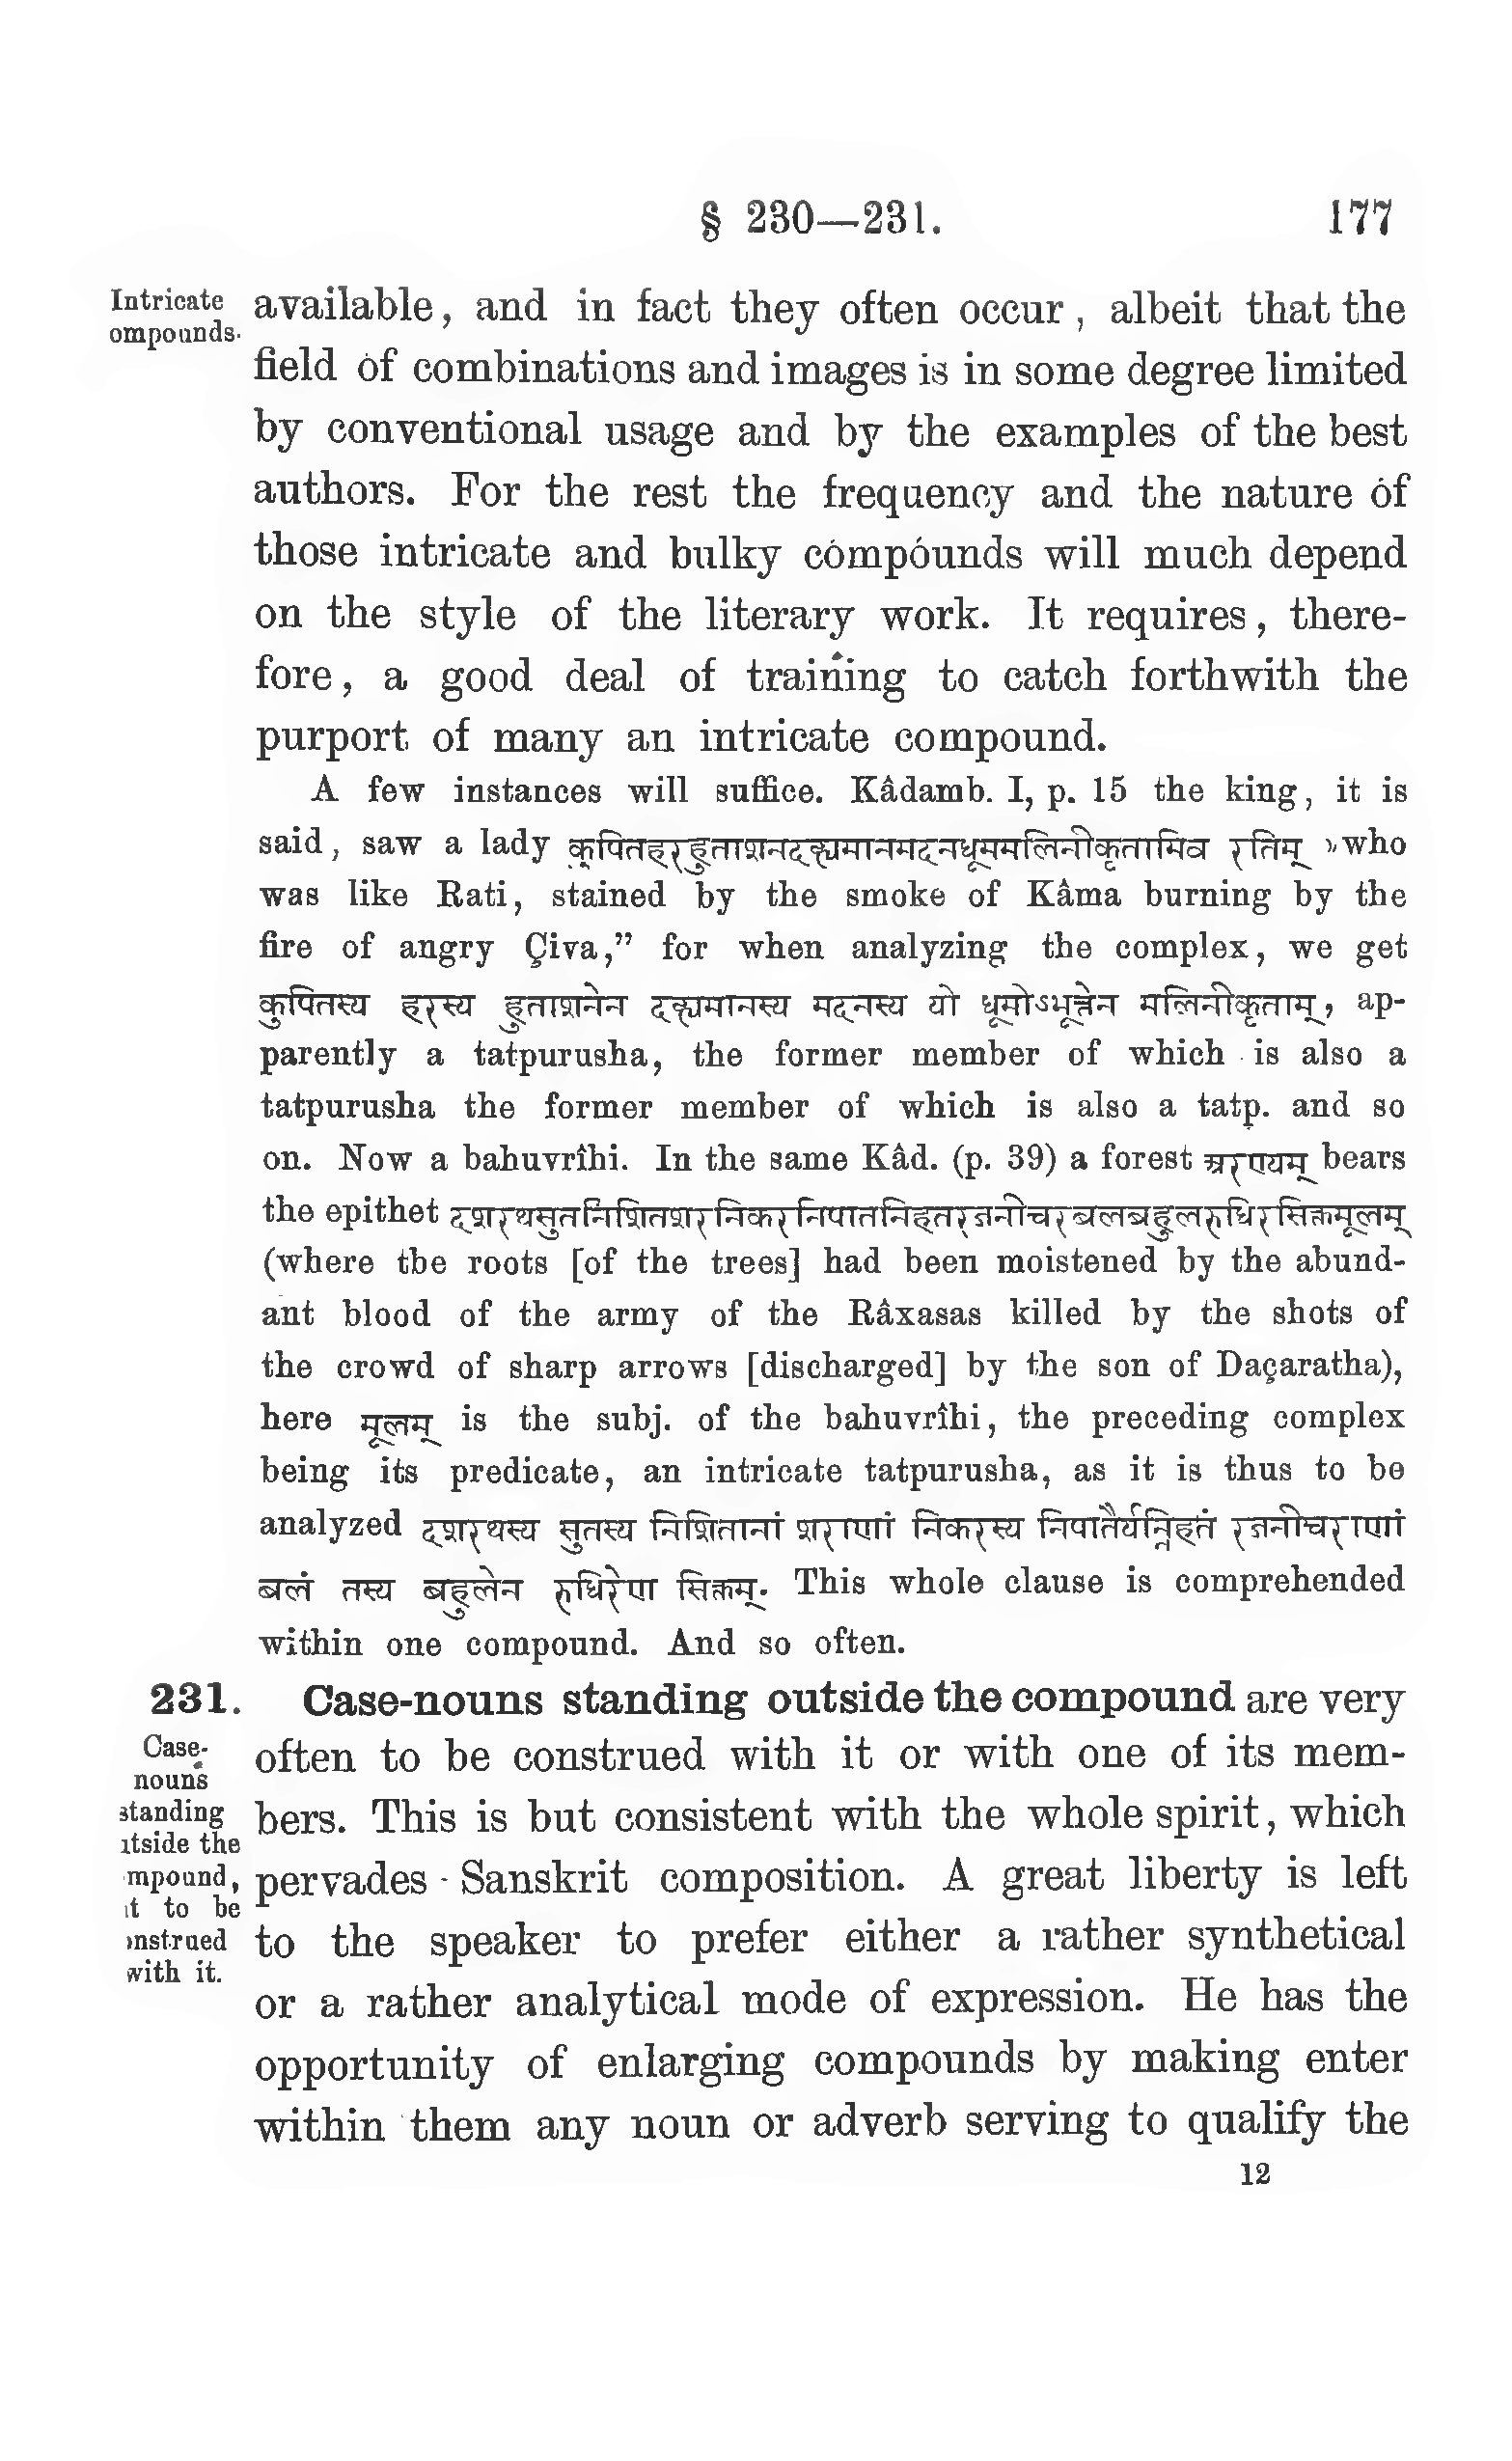 § 230—231. 177
Intricate
ompounds.
available, and in fact they often occur, albeit that the
field of combinations and images is in some degree limited
by conventional usage and by the examples of the best
authors. For the rest the frequency and the nature of
those intricate and bulky compounds will much depend
on the style of the literary work. It requires, there-
fore, a good deal of training to catch forthwith the
purport of many an intricate compound.
A few instances will suffice. Kâdamb. I, p. 15 the king, it is
said, saw a lady कुपितहरहुताशनदह्यमानमदनधूममलिनीकृतामिव रतिम् »who
was like Rati, stained by the smoke of Kâma burning by the
fire of angry Çiva,” for when analyzing the complex, we get
कुपितस्य हरस्य हुताशनेन दह्यमानस्य मदनस्य यो धूमोऽभूत्तेन मलिनीकृताम्, ap-
parently a tatpurusha, the former member of which is also a
tatpurusha the former member of which is also a tatp. and so
on. Now a bahuvrîhi. In the same Kâd. (p. 39) a forest अरण्यम् bears
the epithet दशरथसुतनिशितशरनिकरनिपातनिहतरजनीचरबलबहुलरुधिरसिक्तमूलम्
(where the roots [of the trees] had been moistened by the abund-
ant blood of the army of the Râxasas killed by the shots of
the crowd of sharp arrows [discharged] by the son of Daçaratha),
here मूलम् is the subj. of the bahuvrîhi, the preceding complex
being its predicate, an intricate tatpurusha, as it is thus to be
analyzed दशरथस्य सुतस्य निशितानां शराणां निकरस्य निपातैर्यन्निहतं रजनीचराणां
बलं तस्य बहुलेन रुधिरेण सिक्तम्. This whole clause is comprehended
within one compound. And so often.
231. Case-nouns standing outside the compound are very
Case-
nouns
standing
itside the
mpound,
it to be
onstrued
with it.
often to be construed with it or with one of its mem-
bers. This is but consistent with the whole spirit, which
pervades Sanskrit composition. A great liberty is left
to the speaker to prefer either a rather synthetical
or a rather analytical mode of expression. He has the
opportunity of enlarging compounds by making enter
within them any noun or adverb serving to qualify the
12